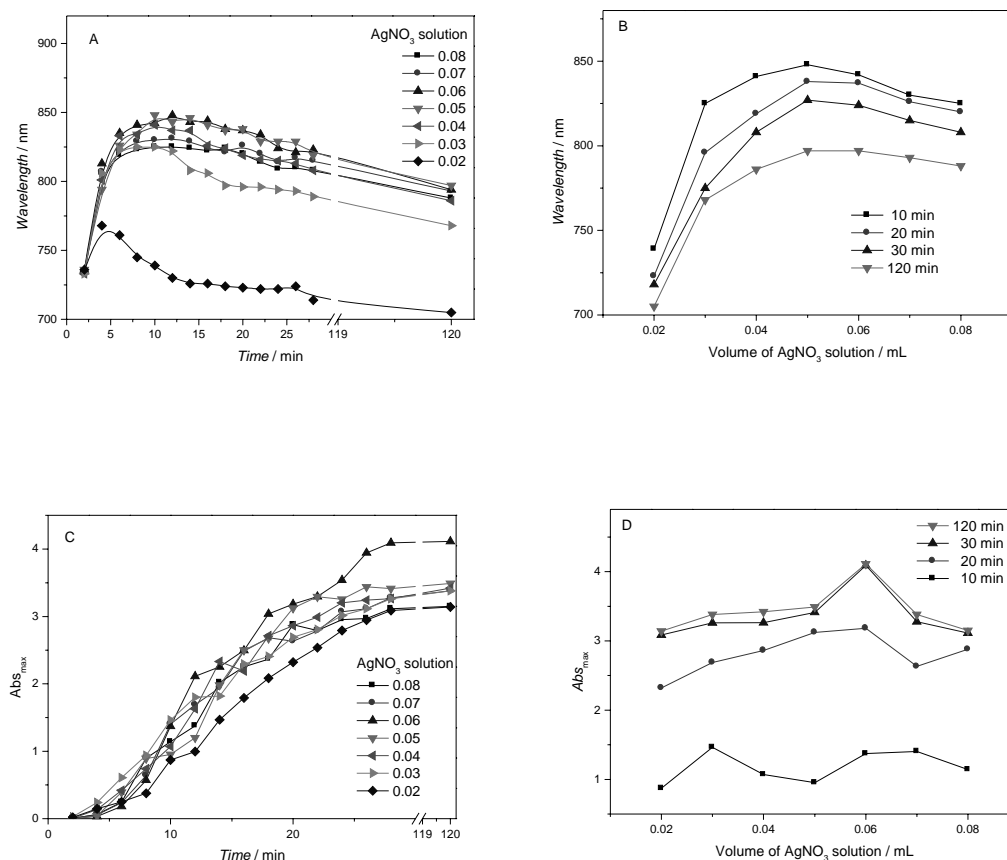 A
AgNO3 solution
0.08
0.07
0.06
0.05
0.04
0.03
0.02
900
850
800
750
700
Wavelength / nm
0 5 10 15 20 25 119 120
Time / min
B
850
800
750
700
Wavelength / nm
10 min
20 min
30 min
120 min
0.02 0.04 0.06 0.08
Volume of AgNO3 solution / mL
C
4
3
2
1
0
Absmax
AgNO3 solution
0.08
0.07
0.06
0.05
0.04
0.03
0.02
0 10 20 119 120
Time / min
D
120 min
30 min
20 min
10 min
4
3
2
1
Absmax
0.02 0.04 0.06 0.08
Volume of AgNO3 solution / mL